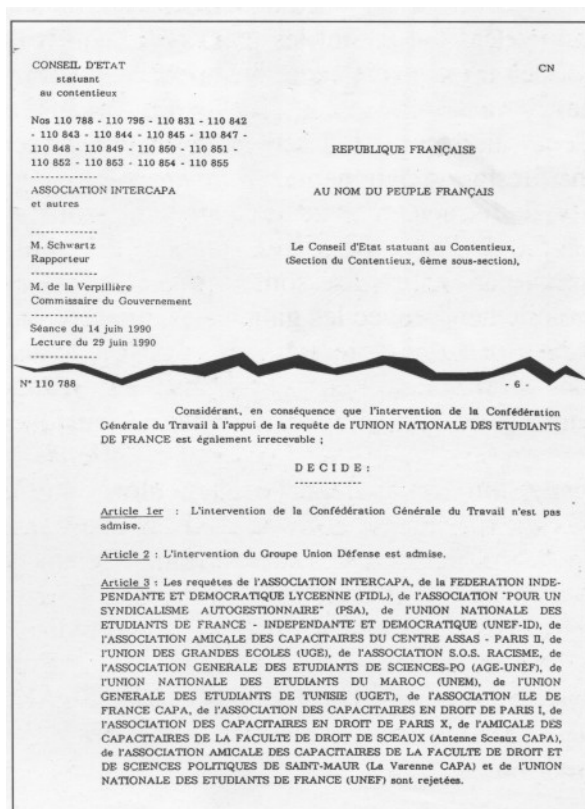 CONSEIL D'ETAT
statuant
au contentieux
CN
Nos 110 788 - 110 795 - 110 831 - 110 842
- 110 843 - 110 844 - 110 845 - 110 847 -
110 848 - 110 849 - 110 850 - 110 851 -
110 852 - 110 853 - 110 854 - 110 855
-------------
ASSOCIATION INTERCAPA
et autres
-------------
M. Schwartz
Rapporteur
-------------
M. de la Verpillière
Commissaire du Gouvernement
-------------
Séance du 14 juin 1990
Lecture du 29 juin 1990
-------------
REPUBLIQUE FRANÇAISE
AU NOM DU PEUPLE FRANÇAIS
Le Conseil d'Etat statuant au Contentieux,
(Section du Contentieux, 6ème sous-section),
N° 110 788
- 6 -
Considérant, en conséquence que l'intervention de la Confédération
Générale du Travail à l'appui de la requête de l'UNION NATIONALE DES ETUDIANTS
DE FRANCE est également irrecevable ;
D E C I D E :
-------------
Article 1er : L'intervention de la Confédération Générale du Travail n'est pas
admise.
Article 2 : L'intervention du Groupe Union Défense est admise.
Article 3 : Les requêtes de l'ASSOCIATION INTERCAPA, de la FEDERATION INDE-
PENDANTE ET DEMOCRATIQUE LYCEENNE (FIDL), de l'ASSOCIATION "POUR UN
SYNDICALISME AUTOGESTIONNAIRE" (PSA), de l'UNION NATIONALE DES
ETUDIANTS DE FRANCE - INDEPENDANTE ET DEMOCRATIQUE (UNEF-ID), de
l'ASSOCIATION AMICALE DES CAPACITAIRES DU CENTRE ASSAS - PARIS II, de
l'UNION DES GRANDES ECOLES (UGE), de l'ASSOCIATION S.O.S. RACISME, de
l'ASSOCIATION GENERALE DES ETUDIANTS DE SCIENCES-PO (AGE-UNEF), de
l'UNION NATIONALE DES ETUDIANTS DU MAROC (UNEM), de l'UNION
GENERALE DES ETUDIANTS DE TUNISIE (UGET), de l'ASSOCIATION ILE DE
FRANCE CAPA, de l'ASSOCIATION DES CAPACITAIRES EN DROIT DE PARIS I, de
l'ASSOCIATION DES CAPACITAIRES EN DROIT DE PARIS X, de l'AMICALE DES
CAPACITAIRES DE LA FACULTE DE DROIT DE SCEAUX (Antenne Sceaux CAPA),
de l'ASSOCIATION AMICALE DES CAPACITAIRES DE LA FACULTE DE DROIT ET
DE SCIENCES POLITIQUES DE SAINT-MAUR (La Varenne CAPA) et de l'UNION
NATIONALE DES ETUDIANTS DE FRANCE (UNEF) sont rejetées.